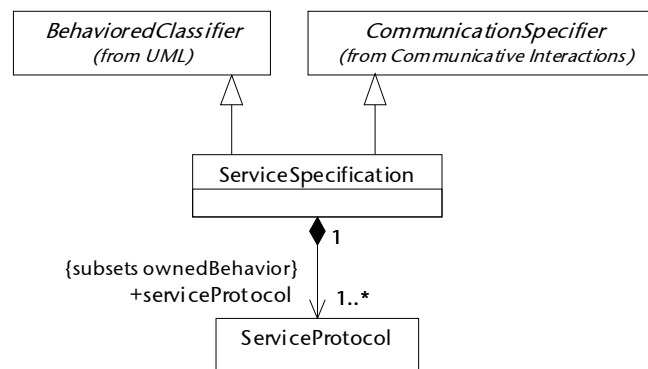 BehavioredClassifier
(from UML)
CommunicationSpecifier
(from Communicative Interactions)
ServiceSpecification
1
{subsets ownedBehavior}
+serviceProtocol
1..*
ServiceProtocol